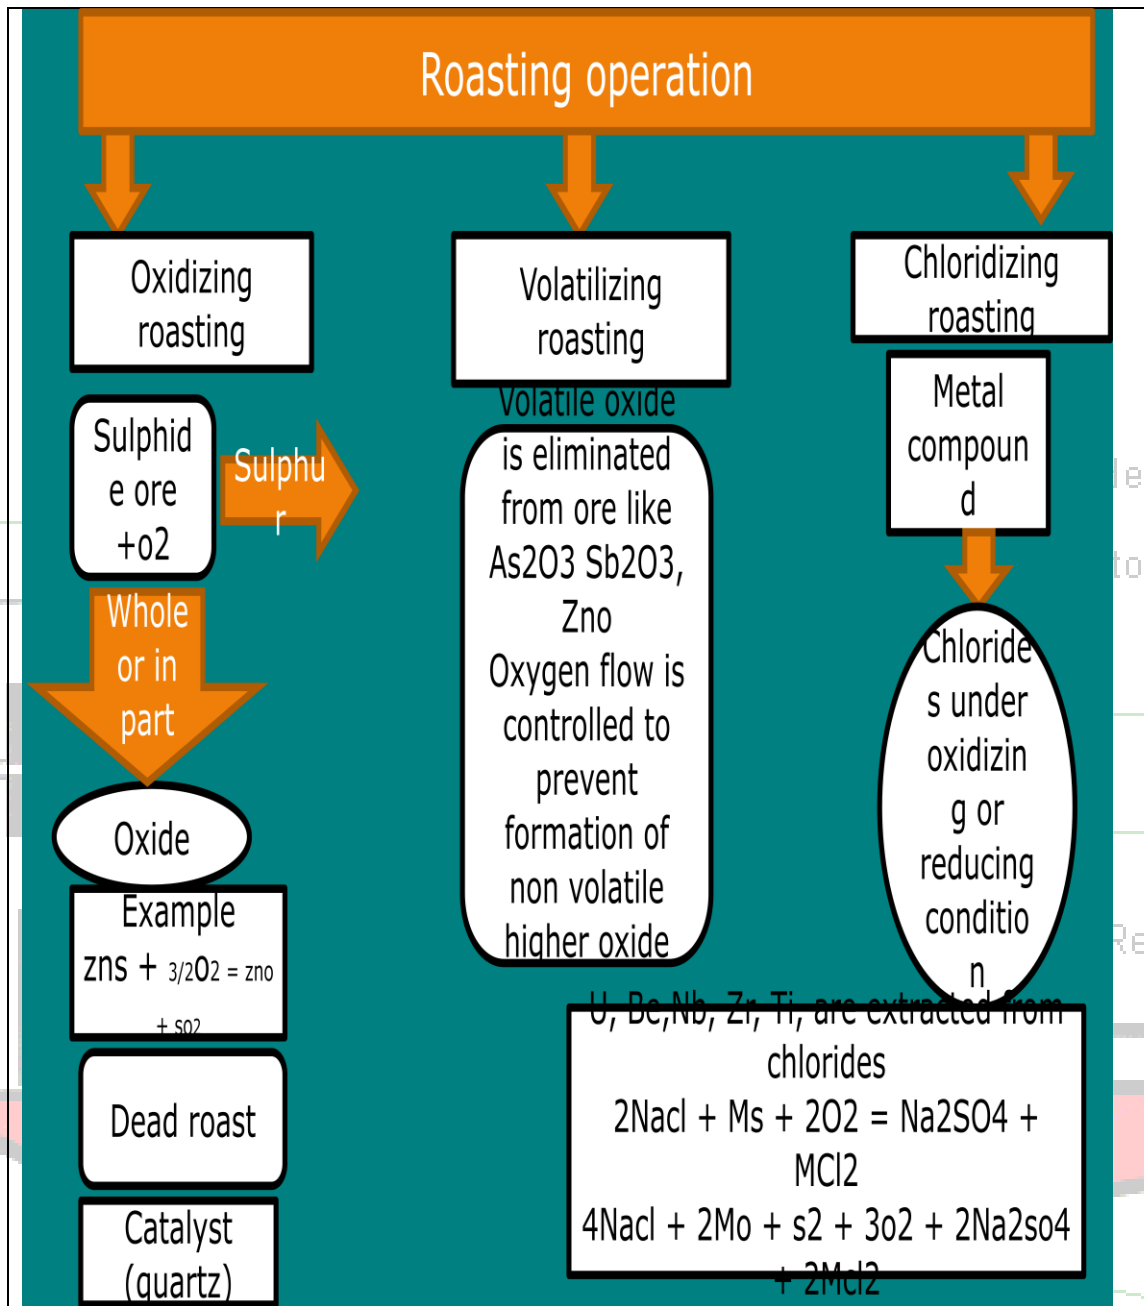 Roasting operation
Oxidizing
roasting
Sulphid
e ore
+o2
Sulphu
r
Whole
or in
part
Oxide
Example
zns + 3/2O2 = zno
+ so2
Dead roast
Catalyst
(quartz)
Volatilizing
roasting
Volatile oxide
is eliminated
from ore like
As2O3 Sb2O3,
Zno
Oxygen flow is
controlled to
prevent
formation of
non volatile
higher oxide
Chloridizing
roasting
Metal
compoun
d
Chloride
s under
oxidizin
g or
reducing
conditio
n
U, Be,Nb, Zr, Ti, are extracted from
chlorides
2Nacl + Ms + 2O2 = Na2SO4 +
MCl2
4Nacl + 2Mo + s2 + 3o2 + 2Na2so4
+ 2Mcl2
to
Re